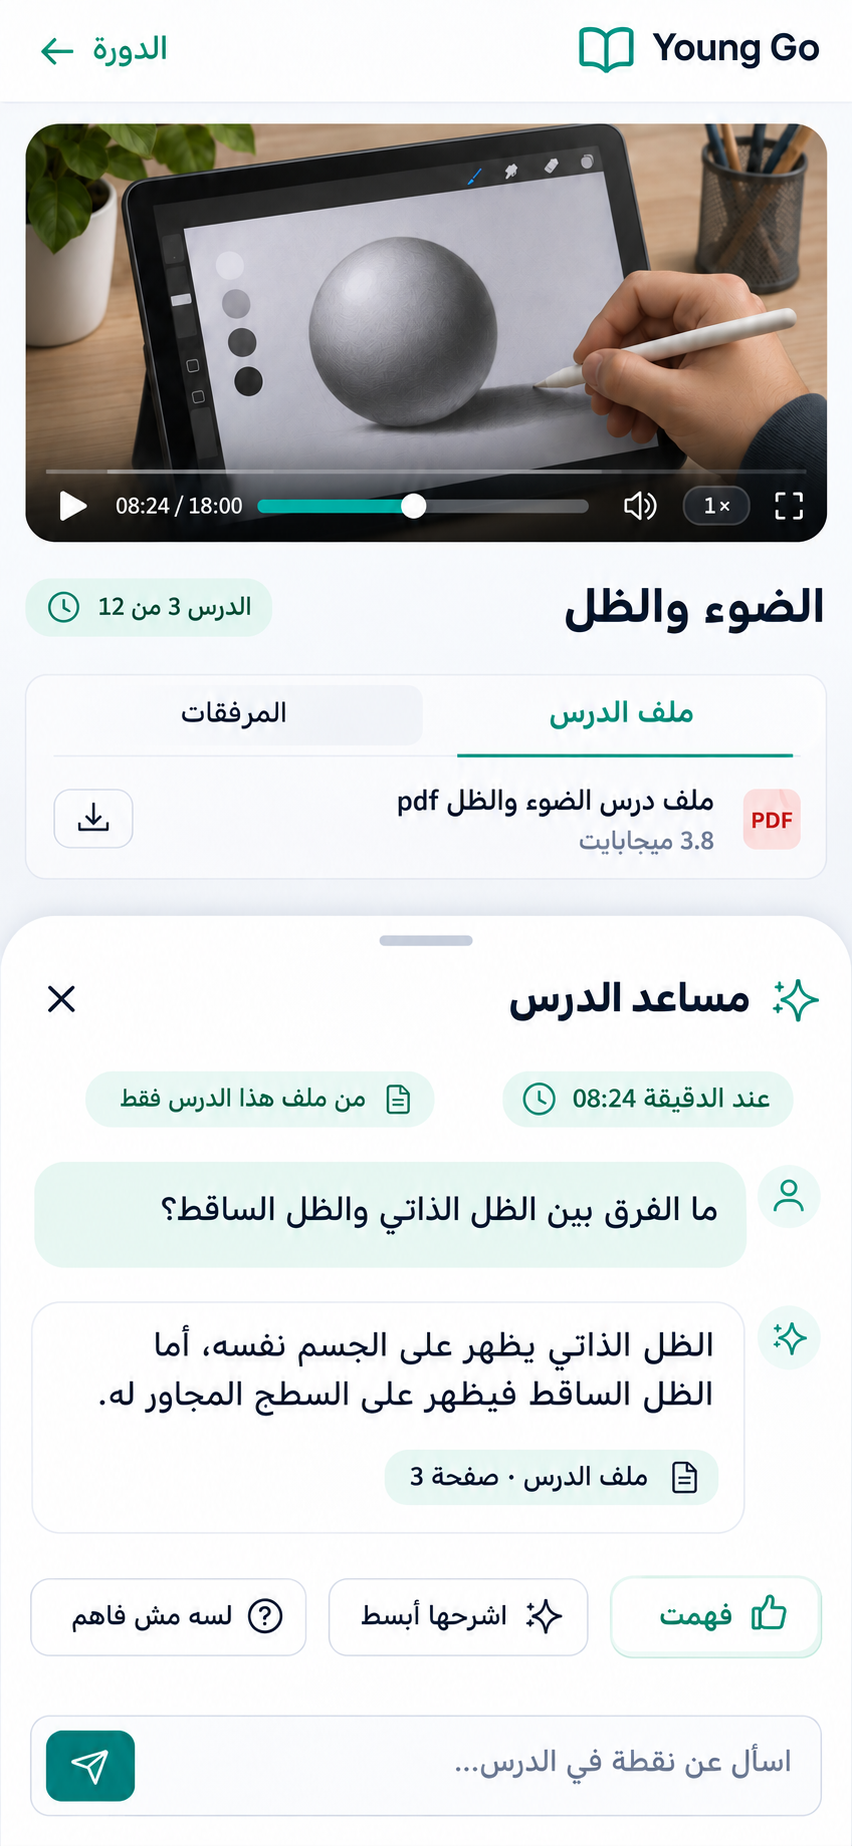 Young Go
الدورة
08:24 / 18:00
1×
الضوء والظل
الدرس 3 من 12
ملف الدرس
المرفقات
PDF
ملف درس الضوء والظل pdf
3.8 ميجابايت
مساعد الدرس
عند الدقيقة 08:24
من ملف هذا الدرس فقط
ما الفرق بين الظل الذاتي والظل الساقط؟
الظل الذاتي يظهر على الجسم نفسه، أما
الظل الساقط فيظهر على السطح المجاور له.
ملف الدرس · صفحة 3
فهمت
اشرحها أبسط
لسه مش فاهم
اسأل عن نقطة في الدرس...